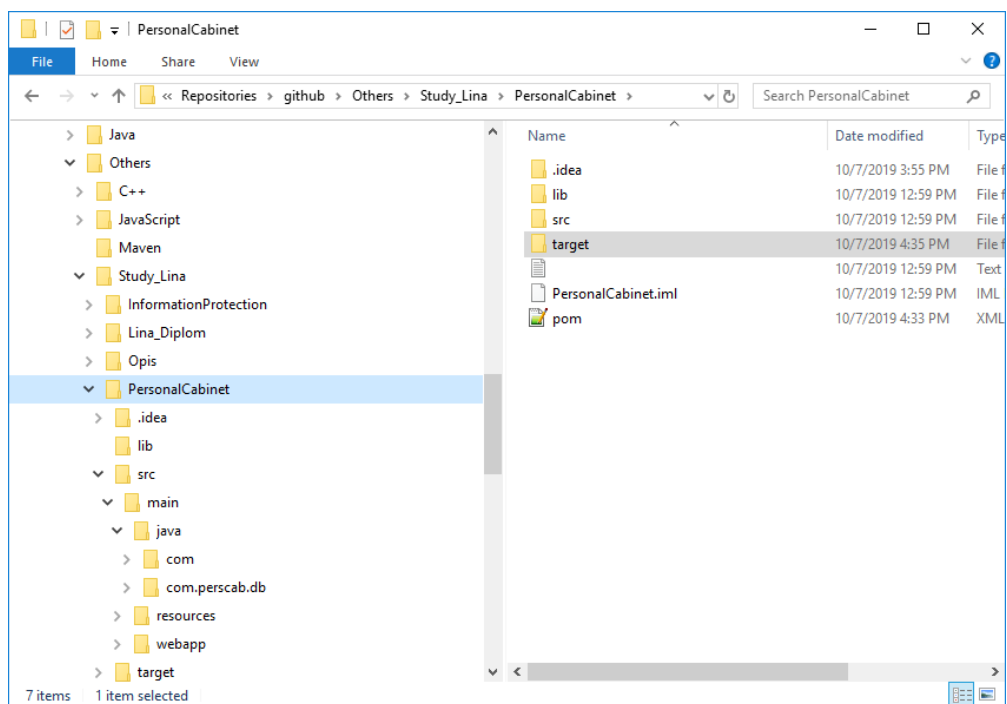 PersonalCabinet
File Home Share View
« Repositories > github > Others > Study_Lina > PersonalCabinet > Search PersonalCabinet
Java
Others
C++
JavaScript
Maven
Study_Lina
InformationProtection
Lina_Diplom
Opis
PersonalCabinet
.idea
lib
src
main
java
com
com.perscab.db
resources
webapp
target
Name Date modified Type
.idea 10/7/2019 3:55 PM File f
lib 10/7/2019 12:59 PM File f
src 10/7/2019 12:59 PM File f
target 10/7/2019 4:35 PM File f
10/7/2019 12:59 PM Text
PersonalCabinet.iml 10/7/2019 12:59 PM IML
pom 10/7/2019 4:33 PM XML
7 items 1 item selected